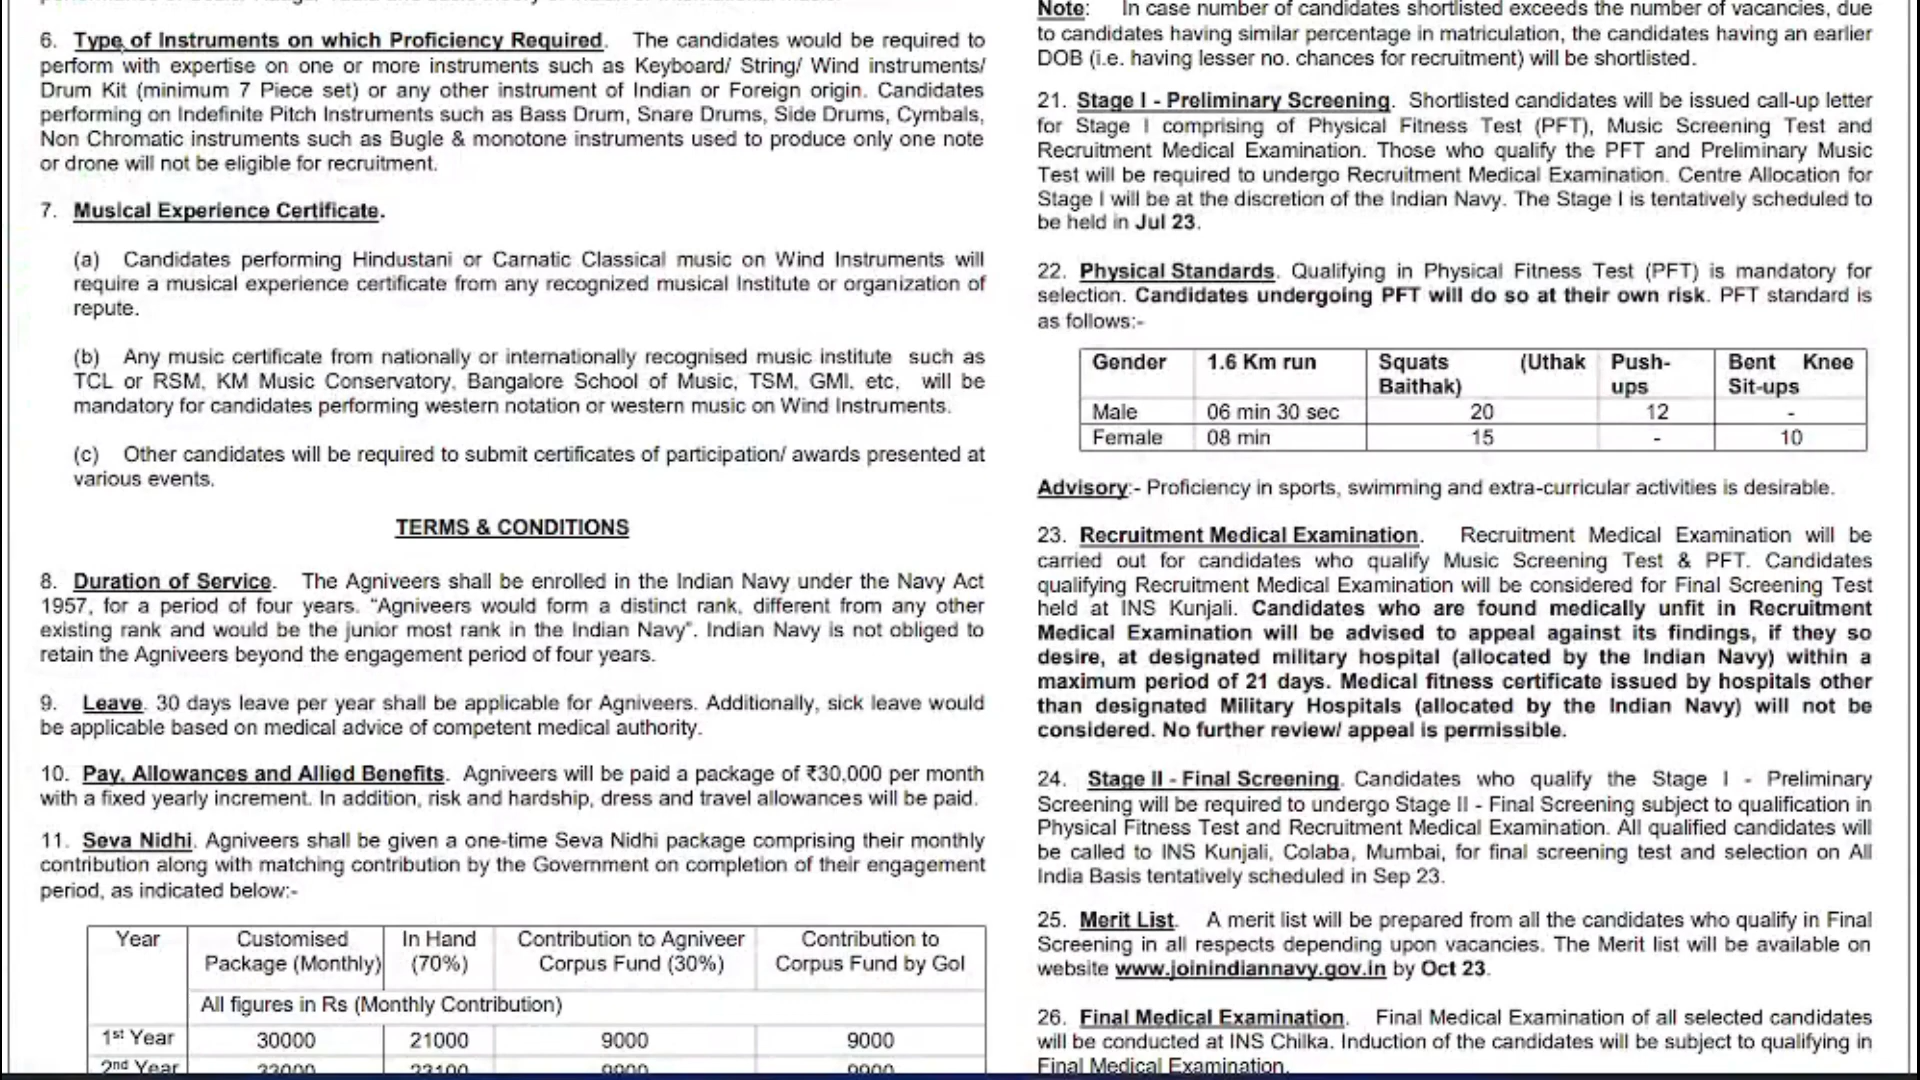 6. Type of Instruments on which Proficiency Required. The candidates would be required to
perform with expertise on one or more instruments such as Keyboard/ String/ Wind instruments/
Drum Kit (minimum 7 Piece set) or any other instrument of Indian or Foreign origin. Candidates
performing on Indefinite Pitch Instruments such as Bass Drum, Snare Drums, Side Drums, Cymbals,
Non Chromatic instruments such as Bugle & monotone instruments used to produce only one note
or drone will not be eligible for recruitment.
7. Musical Experience Certificate.
(a) Candidates performing Hindustani or Carnatic Classical music on Wind Instruments will
require a musical experience certificate from any recognized musical Institute or organization of
repute.
(b) Any music certificate from nationally or internationally recognised music institute such as
TCL or RSM, KM Music Conservatory, Bangalore School of Music, TSM, GMI, etc, will be
mandatory for candidates performing western notation or western music on Wind Instruments.
(c) Other candidates will be required to submit certificates of participation/ awards presented at
various events.
TERMS & CONDITIONS
8. Duration of Service. The Agniveers shall be enrolled in the Indian Navy under the Navy Act
1957, for a period of four years. “Agniveers would form a distinct rank, different from any other
existing rank and would be the junior most rank in the Indian Navy”. Indian Navy is not obliged to
retain the Agniveers beyond the engagement period of four years.
9. Leave. 30 days leave per year shall be applicable for Agniveers. Additionally, sick leave would
be applicable based on medical advice of competent medical authority.
10. Pay, Allowances and Allied Benefits. Agniveers will be paid a package of ₹30,000 per month
with a fixed yearly increment. In addition, risk and hardship, dress and travel allowances will be paid.
11. Seva Nidhi. Agniveers shall be given a one-time Seva Nidhi package comprising their monthly
contribution along with matching contribution by the Government on completion of their engagement
period, as indicated below:-
Year Customised In Hand Contribution to Agniveer Contribution to
Package (Monthly) (70%) Corpus Fund (30%) Corpus Fund by GoI
All figures in Rs (Monthly Contribution)
1st Year 30000 21000 9000 9000
2nd Year 33000 23100 9900 9900
Note: In case number of candidates shortlisted exceeds the number of vacancies, due
to candidates having similar percentage in matriculation, the candidates having an earlier
DOB (i.e. having lesser no. chances for recruitment) will be shortlisted.
21. Stage I - Preliminary Screening. Shortlisted candidates will be issued call-up letter
for Stage I comprising of Physical Fitness Test (PFT), Music Screening Test and
Recruitment Medical Examination. Those who qualify the PFT and Preliminary Music
Test will be required to undergo Recruitment Medical Examination. Centre Allocation for
Stage I will be at the discretion of the Indian Navy. The Stage I is tentatively scheduled to
be held in Jul 23.
22. Physical Standards. Qualifying in Physical Fitness Test (PFT) is mandatory for
selection. Candidates undergoing PFT will do so at their own risk. PFT standard is
as follows:-
Gender 1.6 Km run Squats (Uthak Push- Bent Knee
Baithak) ups Sit-ups
Male 06 min 30 sec 20 12 -
Female 08 min 15 - 10
Advisory:- Proficiency in sports, swimming and extra-curricular activities is desirable.
23. Recruitment Medical Examination. Recruitment Medical Examination will be
carried out for candidates who qualify Music Screening Test & PFT. Candidates
qualifying Recruitment Medical Examination will be considered for Final Screening Test
held at INS Kunjali. Candidates who are found medically unfit in Recruitment
Medical Examination will be advised to appeal against its findings, if they so
desire, at designated military hospital (allocated by the Indian Navy) within a
maximum period of 21 days. Medical fitness certificate issued by hospitals other
than designated Military Hospitals (allocated by the Indian Navy) will not be
considered. No further review/ appeal is permissible.
24. Stage II - Final Screening. Candidates who qualify the Stage I - Preliminary
Screening will be required to undergo Stage II - Final Screening subject to qualification in
Physical Fitness Test and Recruitment Medical Examination. All qualified candidates will
be called to INS Kunjali, Colaba, Mumbai, for final screening test and selection on All
India Basis tentatively scheduled in Sep 23.
25. Merit List. A merit list will be prepared from all the candidates who qualify in Final
Screening in all respects depending upon vacancies. The Merit list will be available on
website www.joinindiannavy.gov.in by Oct 23.
26. Final Medical Examination. Final Medical Examination of all selected candidates
will be conducted at INS Chilka. Induction of the candidates will be subject to qualifying in
Final Medical Examination.